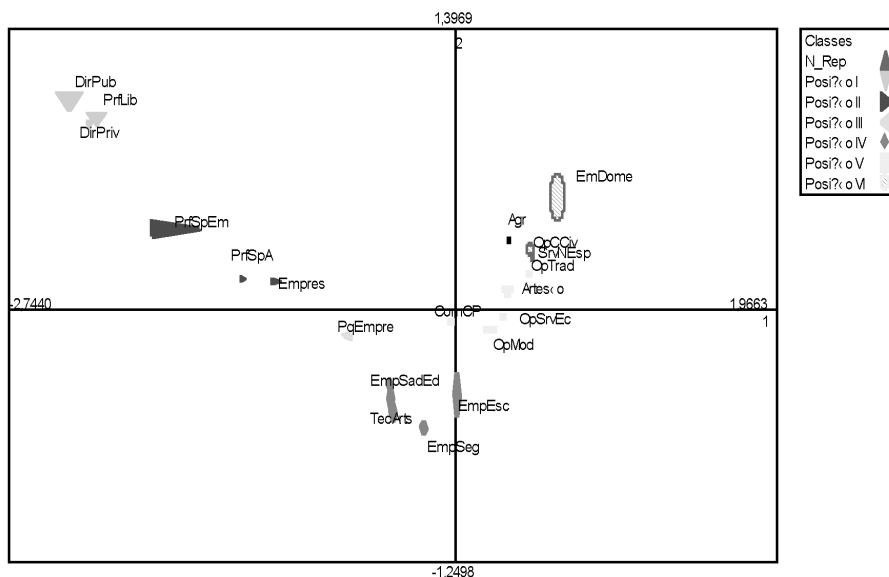 1,3969
2
Classes
N_Rep
Posi?‹o I
Posi?‹o II
Posi?‹o III
Posi?‹o IV
Posi?‹o V
Posi?‹o VI
DirPub
PrfLib
DirPriv
EmDome
PrfSpEm
Agr
OpCCiv
SrvNEsp
OpTrad
PrfSpA
Empres
Artes‹o
-2.7440
1,9663
1
ComCP
OpSrvEc
PqEmpre
OpMod
EmpSadEd
EmpEsc
TecArts
EmpSeg
-1.2498